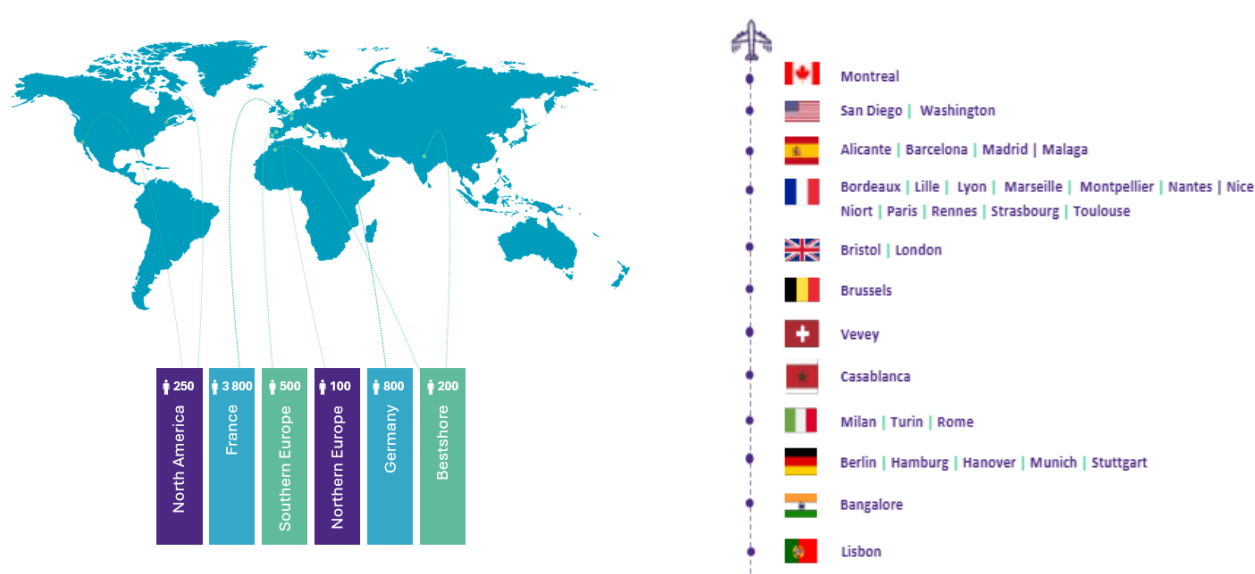 250
3 800
500
100
800
200
North America
France
Southern Europe
Northern Europe
Germany
Bestshore
Montreal
San Diego | Washington
Alicante | Barcelona | Madrid | Malaga
Bordeaux | Lille | Lyon | Marseille | Montpellier | Nantes | Nice
Niort | Paris | Rennes | Strasbourg | Toulouse
Bristol | London
Brussels
Vevey
Casablanca
Milan | Turin | Rome
Berlin | Hamburg | Hanover | Munich | Stuttgart
Bangalore
Lisbon